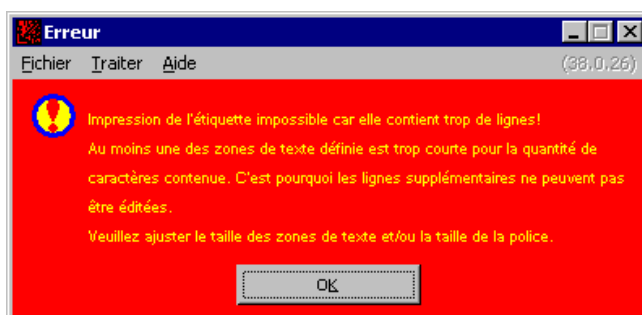 Erreur
Fichier Traiter Aide (38.0.26)
Impression de l'étiquette impossible car elle contient trop de lignes!
Au moins une des zones de texte définie est trop courte pour la quantité de
caractères contenue. C'est pourquoi les lignes supplémentaires ne peuvent pas
être éditées.
Veuillez ajuster le taille des zones de texte et/ou la taille de la police.
OK